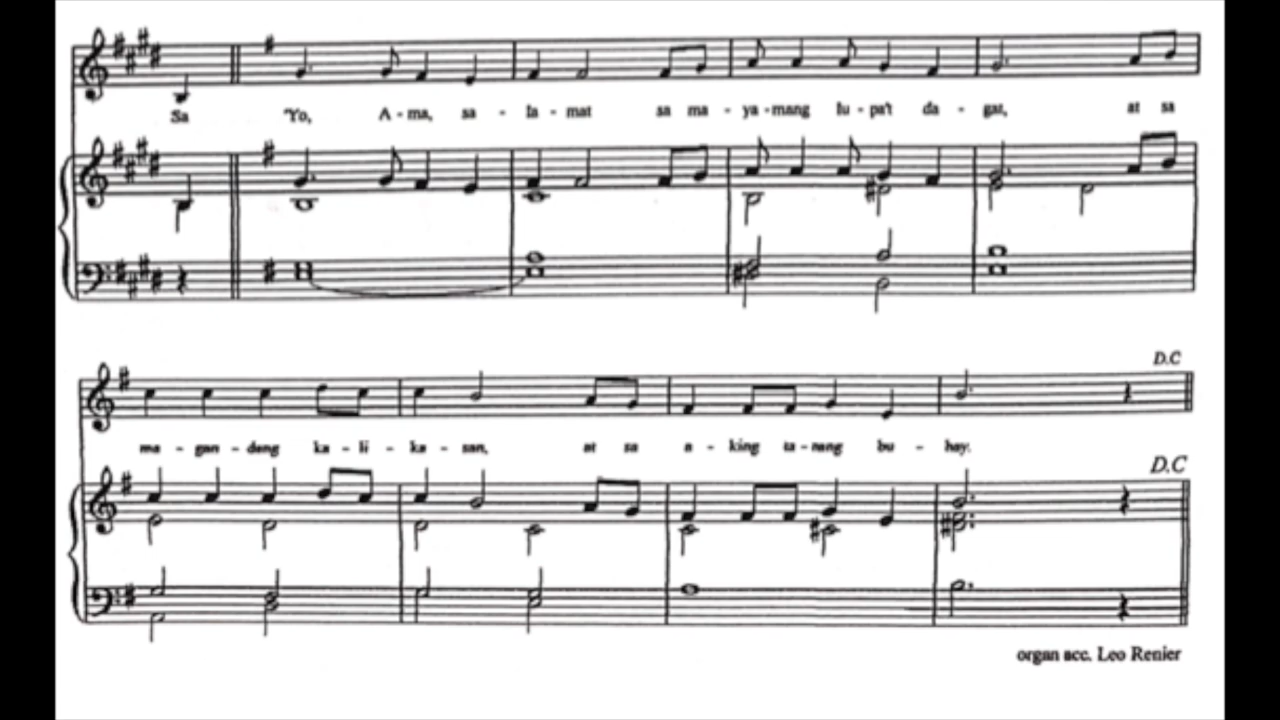 Sa 'Yo, A - ma, sa - la - mat sa ma - ya - mang lu - pa't da - gat, at sa
D.C
ma - gan - dang ka - li - ka - san, at sa a - king ta - nang bu - hay.
D.C
organ acc. Leo Renier